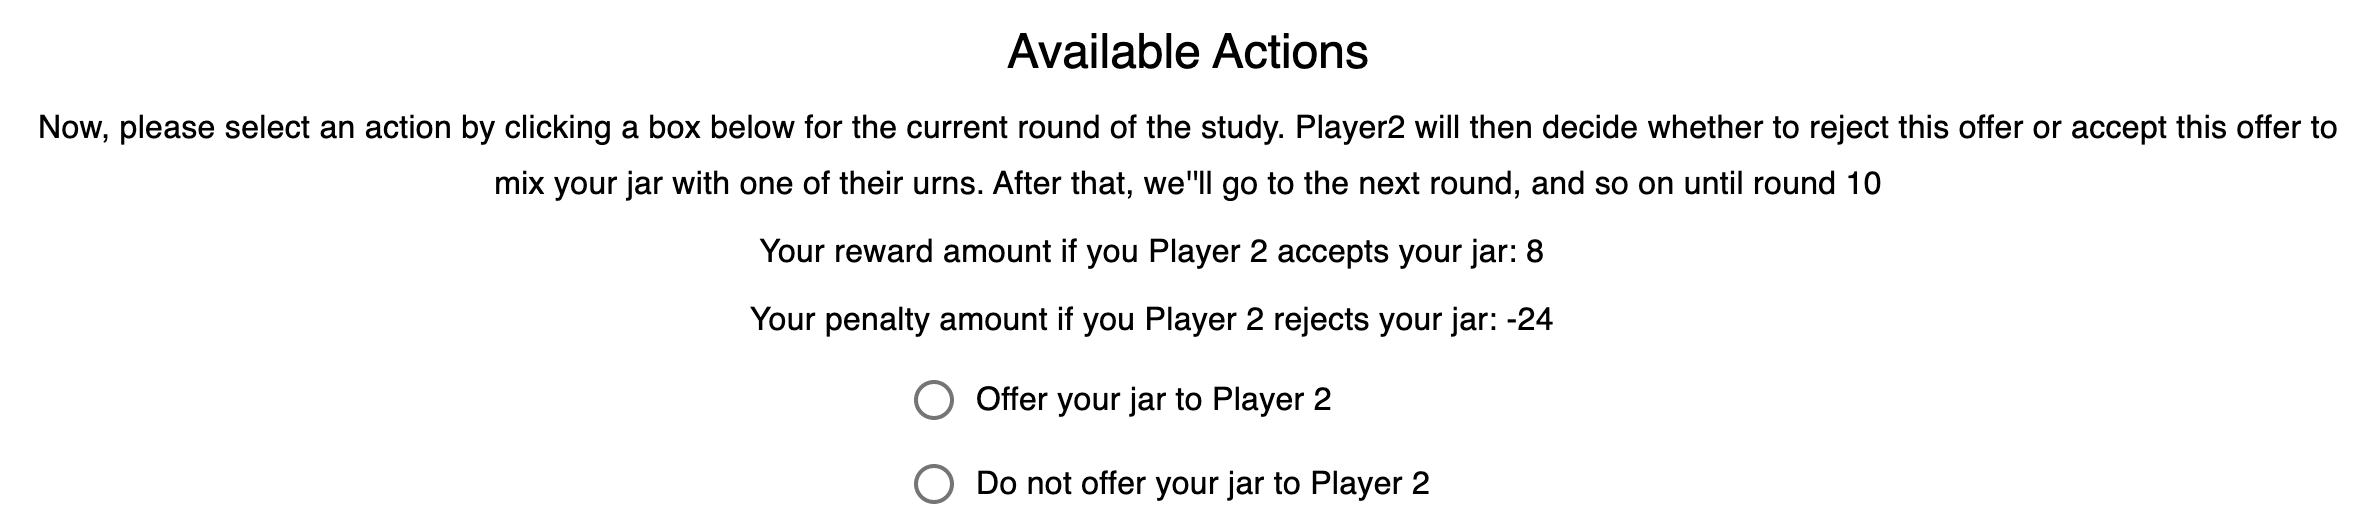 Available Actions
Now, please select an action by clicking a box below for the current round of the study. Player2 will then decide whether to reject this offer or accept this offer to
mix your jar with one of their urns. After that, we"ll go to the next round, and so on until round 10
Your reward amount if you Player 2 accepts your jar: 8
Your penalty amount if you Player 2 rejects your jar: -24
Offer your jar to Player 2
Do not offer your jar to Player 2